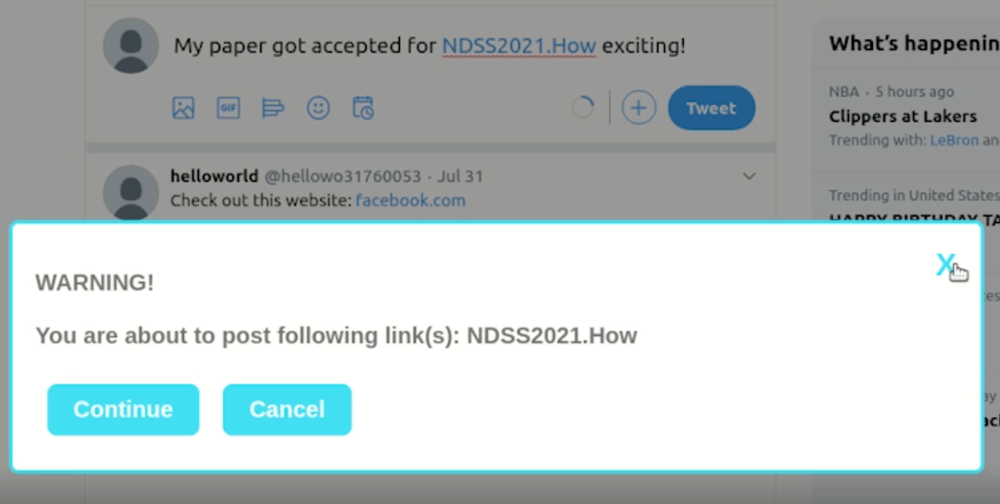 My paper got accepted for NDSS2021.How exciting!
GIF
Tweet
helloworld @hellowo31760053 · Jul 31
Check out this website: facebook.com
What's happenin
NBA · 5 hours ago
Clippers at Lakers
Trending with: LeBron an
Trending in United States
HAPPY BIRTHDAY TA
X
WARNING!
You are about to post following link(s): NDSS2021.How
Continue
Cancel